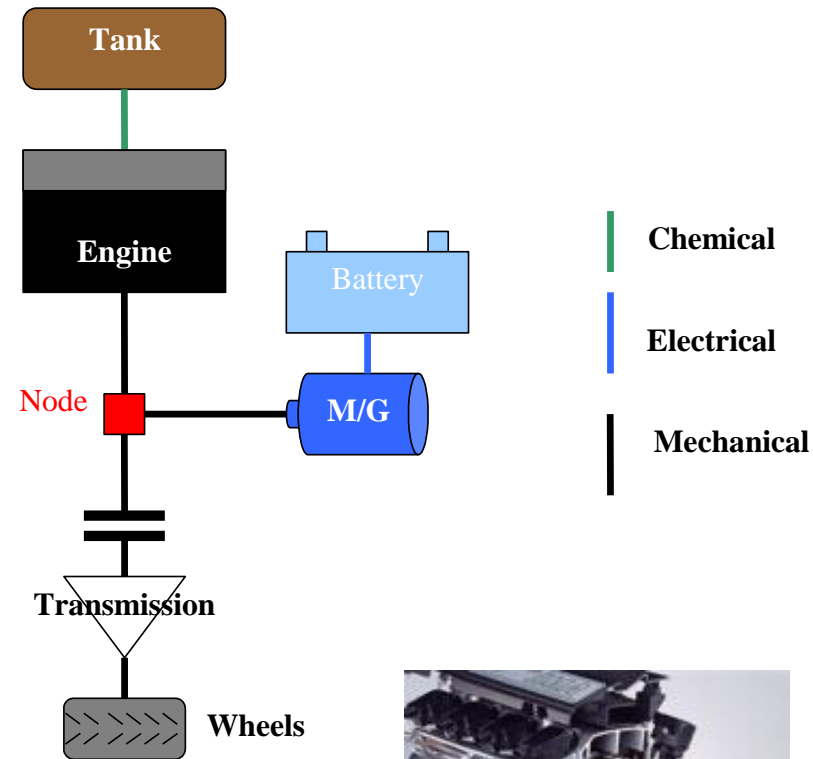 Tank
Engine
Battery
Node
M/G
Transmission
Wheels
Chemical
Electrical
Mechanical